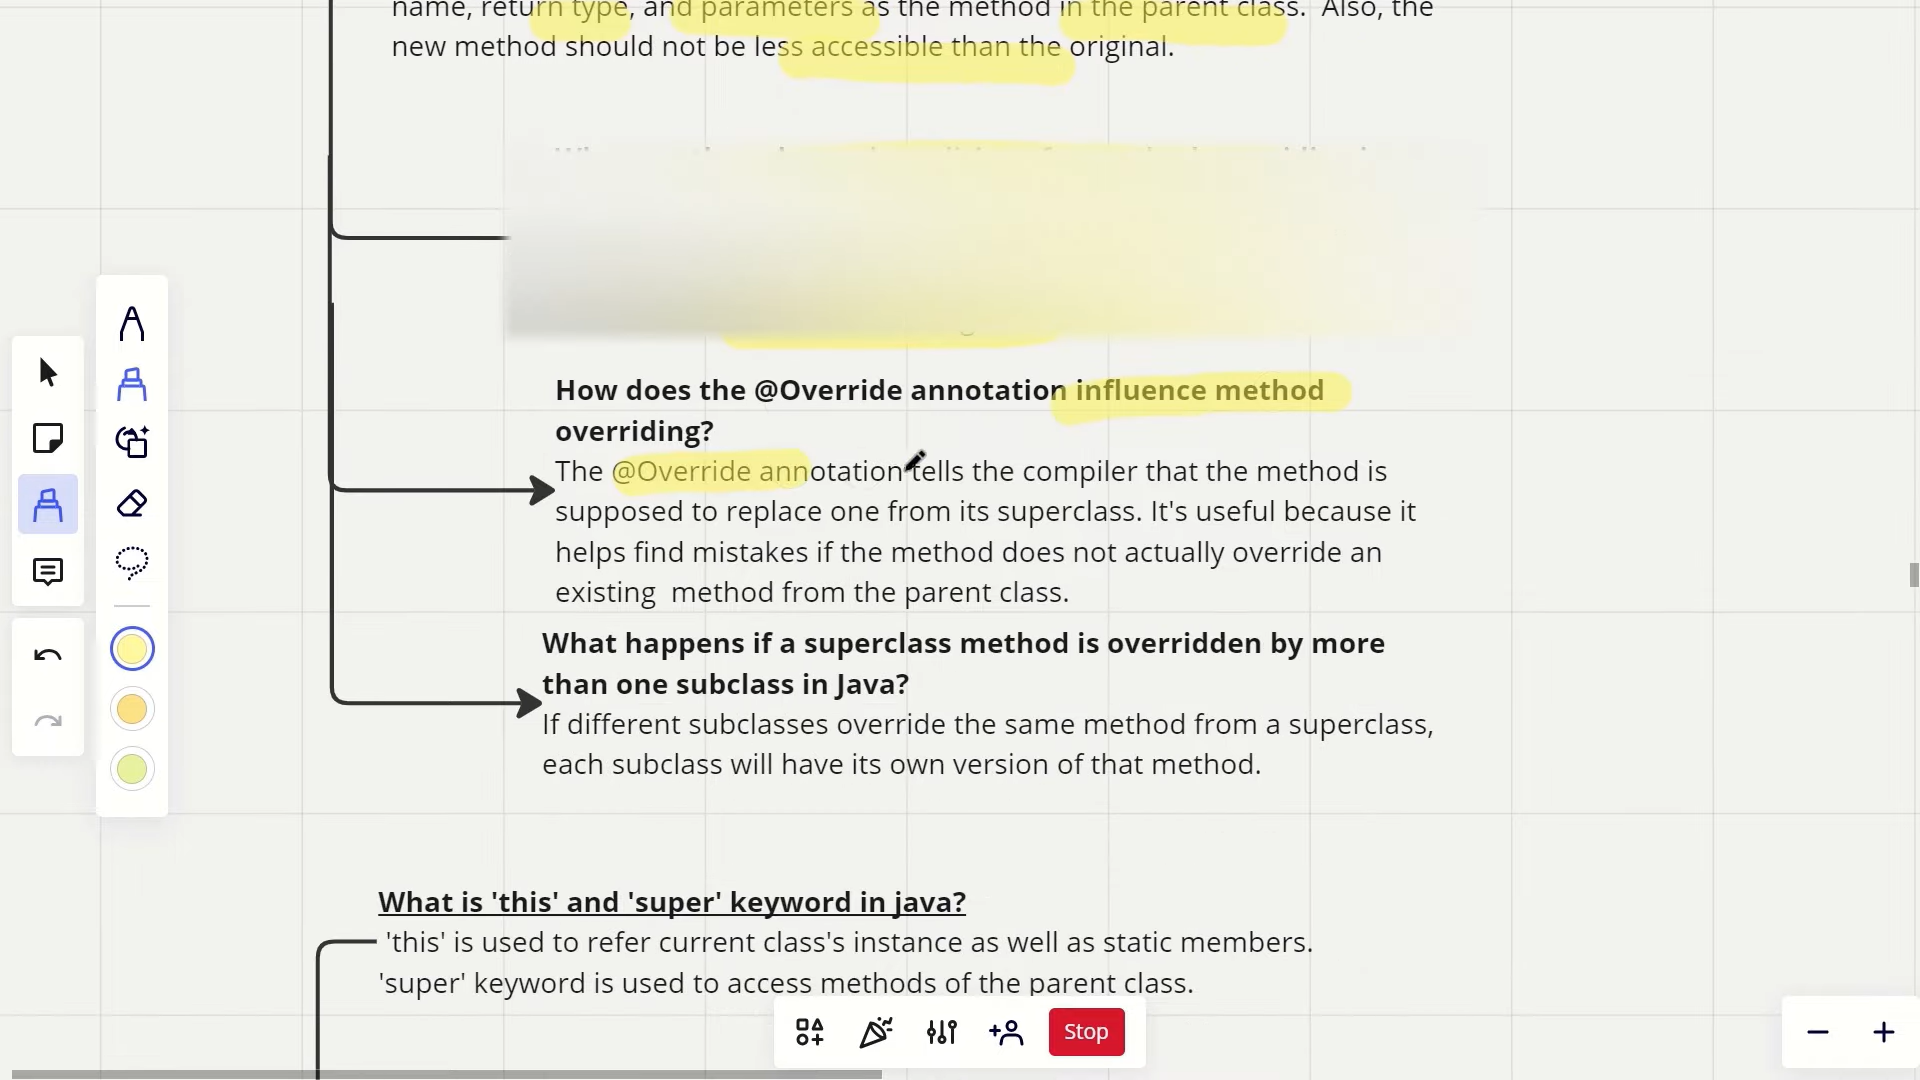 name, return type, and parameters as the method in the parent class. Also, the
new method should not be less accessible than the original.
How does the @Override annotation influence method
overriding?
The @Override annotation tells the compiler that the method is
supposed to replace one from its superclass. It's useful because it
helps find mistakes if the method does not actually override an
existing  method from the parent class.
What happens if a superclass method is overridden by more
than one subclass in Java?
If different subclasses override the same method from a superclass,
each subclass will have its own version of that method.
What is 'this' and 'super' keyword in java?
'this' is used to refer current class's instance as well as static members.
'super' keyword is used to access methods of the parent class.
Stop